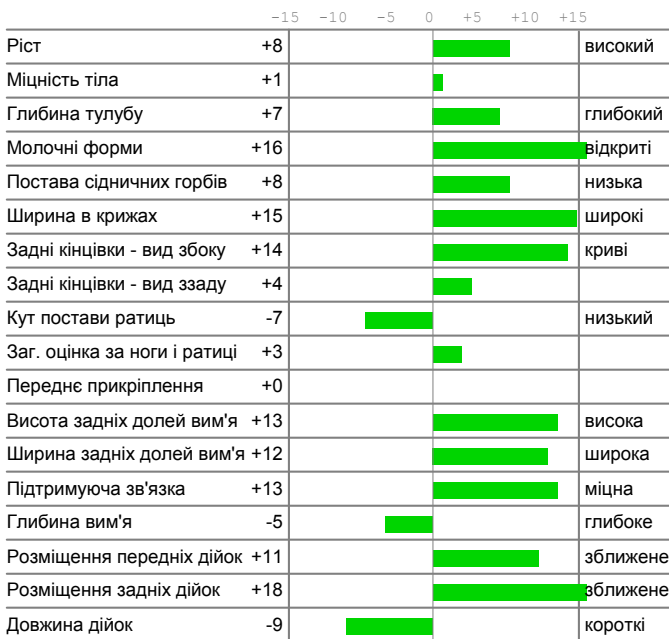 -15 -10 -5 0 +5 +10 +15
Ріст +8 високий
Міцність тіла +1
Глибина тулубу +7 глибокий
Молочні форми +16 відкриті
Постава сідничних горбів +8 низька
Ширина в крижах +15 широкі
Задні кінцівки - вид збоку +14 криві
Задні кінцівки - вид ззаду +4
Кут постави ратиць -7 низький
Заг. оцінка за ноги і ратиці +3
Переднє прикріплення +0
Висота задніх долей вим'я +13 висока
Ширина задніх долей вим'я +12 широка
Підтримуюча зв'язка +13 міцна
Глибина вим'я -5 глибоке
Розміщення передніх дійок +11 зближене
Розміщення задніх дійок +18 зближене
Довжина дійок -9 короткі